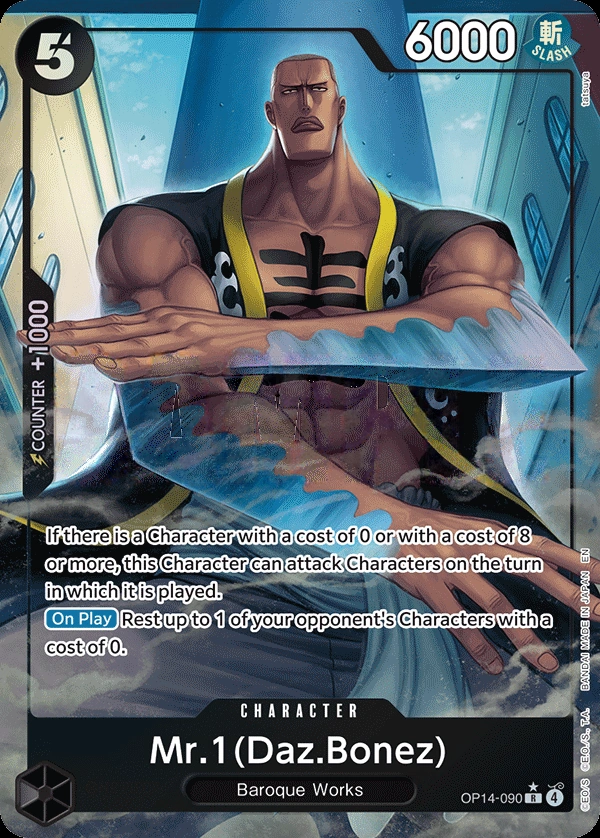 5
6000
斬
SLASH
tatsuya
COUNTER +1000
If there is a Character with a cost of 0 or with a cost of 8
or more, this Character can attack Characters on the turn
in which it is played.
On Play Rest up to 1 of your opponent's Characters with a
cost of 0.
CHARACTER
Mr.1(Daz.Bonez)
Baroque Works
OP14-090 R 4
©ED/S ©E.O./S., T.A. BANDAI MADE IN JAPAN EN